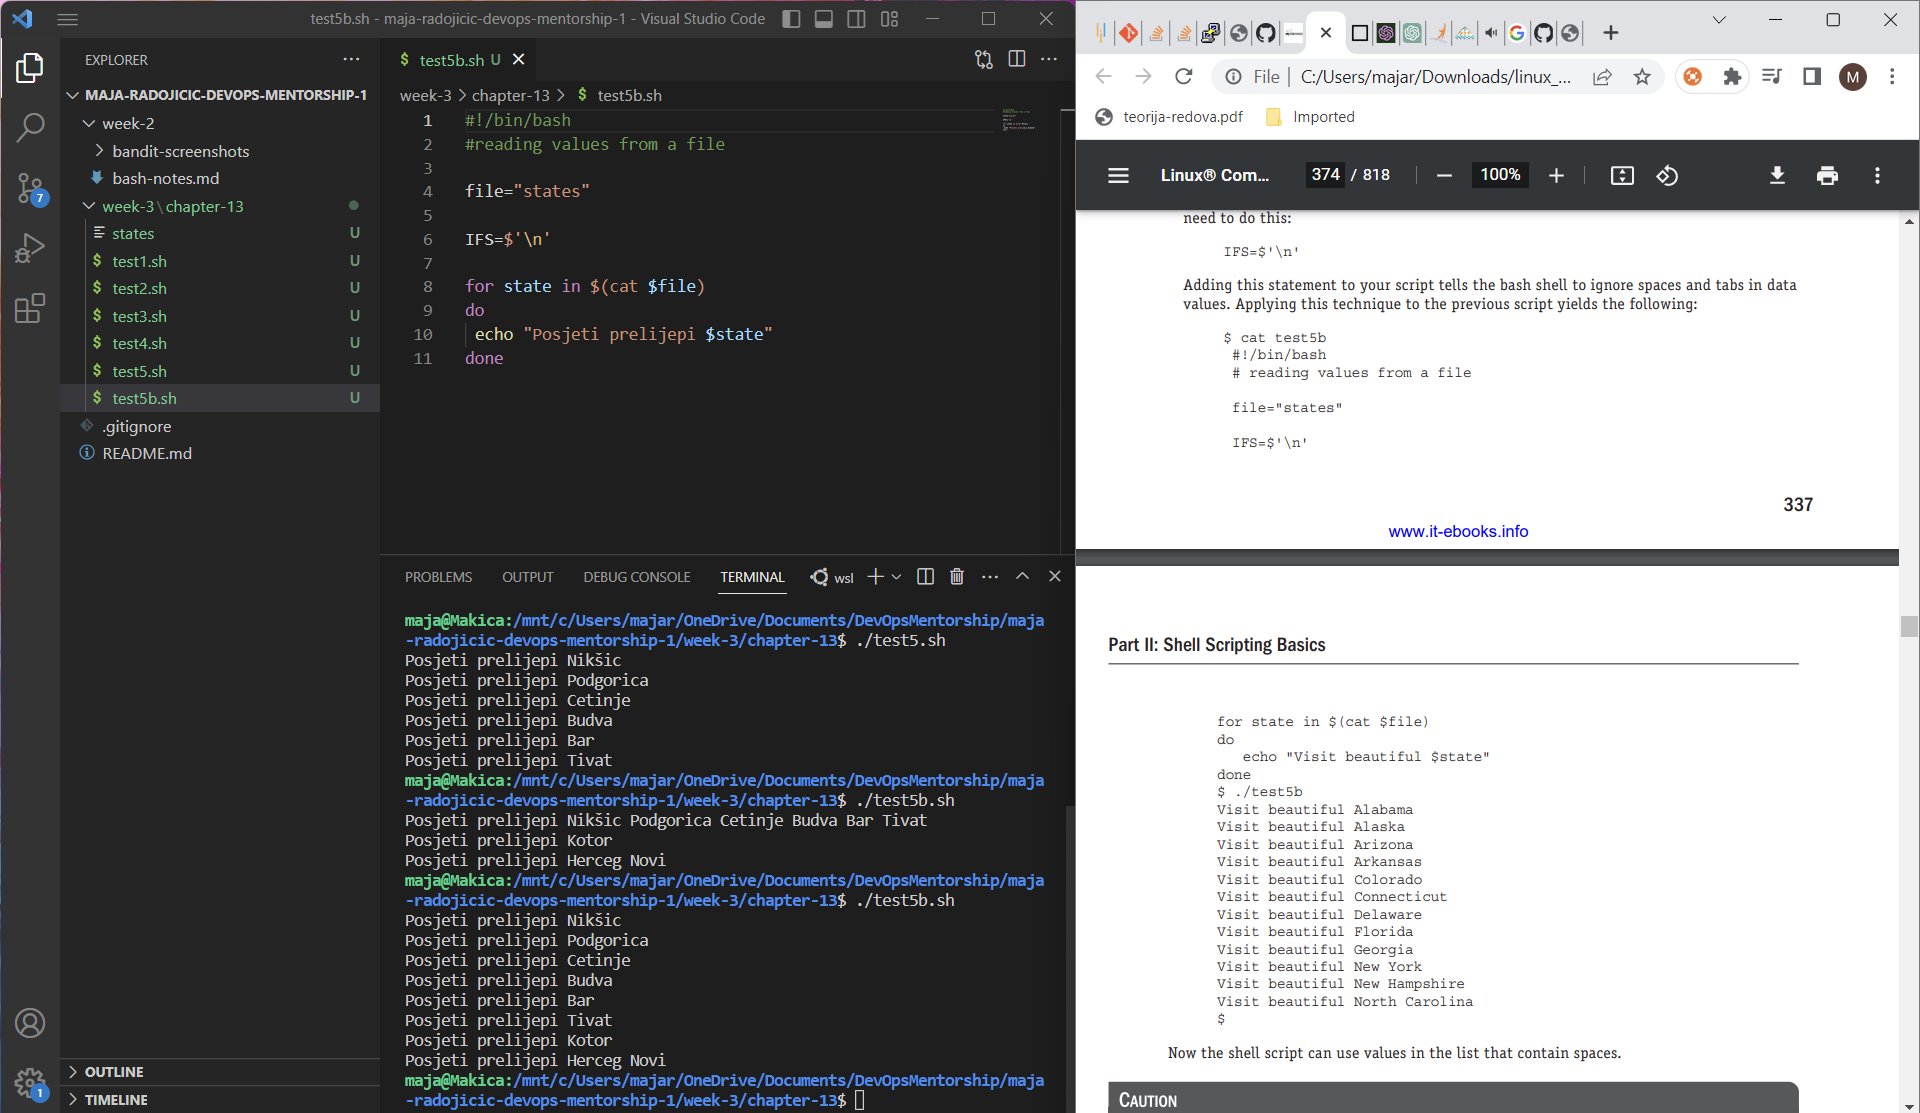 test5b.sh - maja-radojicic-devops-mentorship-1 - Visual Studio Code
EXPLORER
MAJA-RADOJICIC-DEVOPS-MENTORSHIP-1
week-2
bandit-screenshots
bash-notes.md
week-3\chapter-13
states U
test1.sh U
test2.sh U
test3.sh U
test4.sh U
test5.sh U
test5b.sh U
.gitignore
README.md
7
1
OUTLINE
TIMELINE
$ test5b.sh U
week-3 > chapter-13 > $ test5b.sh
1 #!/bin/bash
2 #reading values from a file
3
4 file="states"
5
6 IFS=$'\n'
7
8 for state in $(cat $file)
9 do
10 echo "Posjeti prelijepi $state"
11 done
PROBLEMS OUTPUT DEBUG CONSOLE TERMINAL wsl
maja@Makica:/mnt/c/Users/majar/OneDrive/Documents/DevOpsMentorship/maja
-radojicic-devops-mentorship-1/week-3/chapter-13$ ./test5.sh
Posjeti prelijepi Nikšic
Posjeti prelijepi Podgorica
Posjeti prelijepi Cetinje
Posjeti prelijepi Budva
Posjeti prelijepi Bar
Posjeti prelijepi Tivat
maja@Makica:/mnt/c/Users/majar/OneDrive/Documents/DevOpsMentorship/maja
-radojicic-devops-mentorship-1/week-3/chapter-13$ ./test5b.sh
Posjeti prelijepi Nikšic Podgorica Cetinje Budva Bar Tivat
Posjeti prelijepi Kotor
Posjeti prelijepi Herceg Novi
maja@Makica:/mnt/c/Users/majar/OneDrive/Documents/DevOpsMentorship/maja
-radojicic-devops-mentorship-1/week-3/chapter-13$ ./test5b.sh
Posjeti prelijepi Nikšic
Posjeti prelijepi Podgorica
Posjeti prelijepi Cetinje
Posjeti prelijepi Budva
Posjeti prelijepi Bar
Posjeti prelijepi Tivat
Posjeti prelijepi Kotor
Posjeti prelijepi Herceg Novi
maja@Makica:/mnt/c/Users/majar/OneDrive/Documents/DevOpsMentorship/maja
-radojicic-devops-mentorship-1/week-3/chapter-13$
File | C:/Users/majar/Downloads/linux_... M
teorija-redova.pdf Imported
Linux® Com... 374 / 818 100%
need to do this:
IFS=$'\n'
Adding this statement to your script tells the bash shell to ignore spaces and tabs in data
values. Applying this technique to the previous script yields the following:
$ cat test5b
#!/bin/bash
# reading values from a file
file="states"
IFS=$'\n'
337
www.it-ebooks.info
Part II: Shell Scripting Basics
for state in $(cat $file)
do
echo "Visit beautiful $state"
done
$ ./test5b
Visit beautiful Alabama
Visit beautiful Alaska
Visit beautiful Arizona
Visit beautiful Arkansas
Visit beautiful Colorado
Visit beautiful Connecticut
Visit beautiful Delaware
Visit beautiful Florida
Visit beautiful Georgia
Visit beautiful New York
Visit beautiful New Hampshire
Visit beautiful North Carolina
$
Now the shell script can use values in the list that contain spaces.
CAUTION